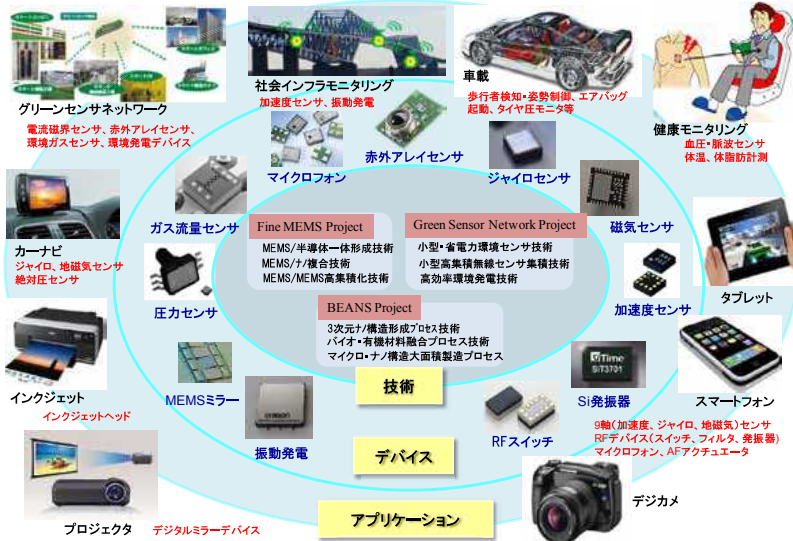 グリーンセンサネットワーク
電流磁界センサ、赤外アレイセンサ、
環境ガスセンサ、環境発電デバイス
社会インフラモニタリング
加速度センサ、振動発電
車載
歩行者検知・姿勢制御、エアバッグ
起動、タイヤ圧モニタ等
健康モニタリング
血圧・脈波センサ
体温、体脂肪計測
マイクロフォン
赤外アレイセンサ
ジャイロセンサ
ガス流量センサ
磁気センサ
カーナビ
ジャイロ、地磁気センサ
絶対圧センサ
圧力センサ
Fine MEMS Project
MEMS/半導体一体形成技術
MEMS/ナノ複合技術
MEMS/MEMS高集積化技術
Green Sensor Network Project
小型・省電力環境センサ技術
小型高集積無線センサ集積技術
高効率環境発電技術
BEANS Project
3次元ナノ構造形成プロセス技術
バイオ・有機材料融合プロセス技術
マイクロ・ナノ構造大面積製造プロセス
加速度センサ
タブレット
インクジェット
インクジェットヘッド
MEMSミラー
振動発電
omron
技術
RFスイッチ
SiTime
SiT3701
Si発振器
スマートフォン
9軸(加速度、ジャイロ、地磁気)センサ
RFデバイス(スイッチ、フィルタ、発振器)
マイクロフォン、AFアクチュエータ
デバイス
プロジェクタ
デジタルミラーデバイス
アプリケーション
デジカメ